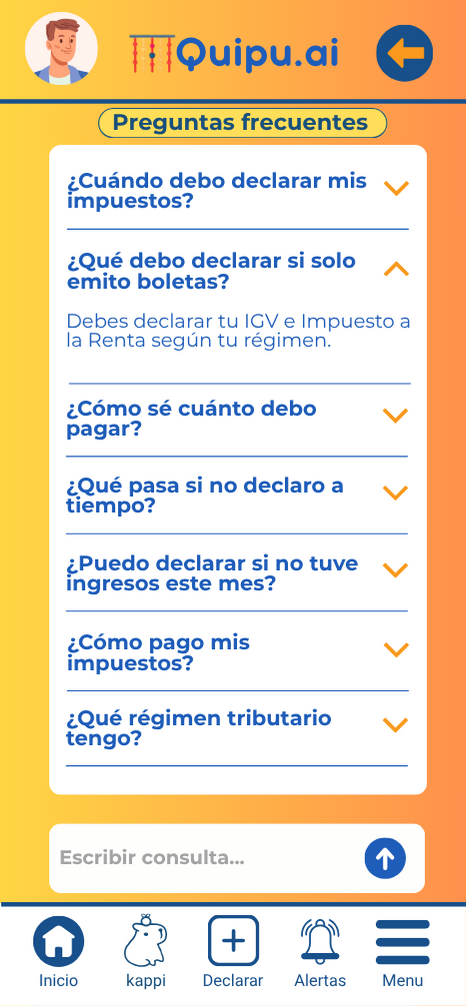 Quipu.ai
Preguntas frecuentes
¿Cuándo debo declarar mis
impuestos?
¿Qué debo declarar si solo
emito boletas?
Debes declarar tu IGV e Impuesto a
la Renta según tu régimen.
¿Cómo sé cuánto debo
pagar?
¿Qué pasa si no declaro a
tiempo?
¿Puedo declarar si no tuve
ingresos este mes?
¿Cómo pago mis
impuestos?
¿Qué régimen tributario
tengo?
Escribir consulta...
Inicio
kappi
Declarar
Alertas
Menu